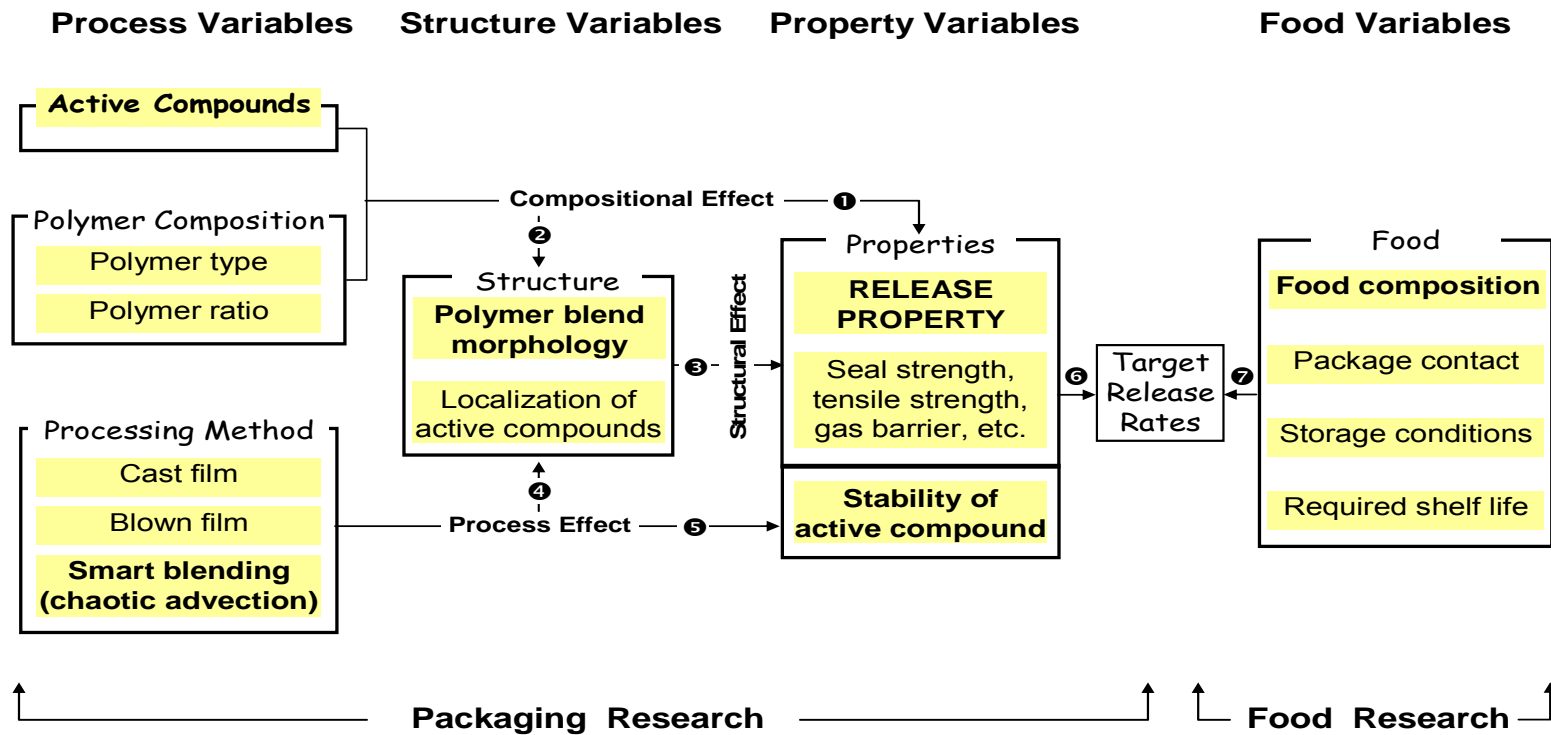 Process Variables
Structure Variables
Property Variables
Food Variables
Active Compounds
Polymer Composition
Polymer type
Polymer ratio
Processing Method
Cast film
Blown film
Smart blending
(chaotic advection)
Compositional Effect
❶
❷
Structure
Polymer blend
morphology
Localization of
active compounds
❸
Structural Effect
❹
Process Effect
❺
Properties
RELEASE
PROPERTY
Seal strength,
tensile strength,
gas barrier, etc.
Stability of
active compound
❻
Target
Release
Rates
❼
Food
Food composition
Package contact
Storage conditions
Required shelf life
Packaging Research
Food Research